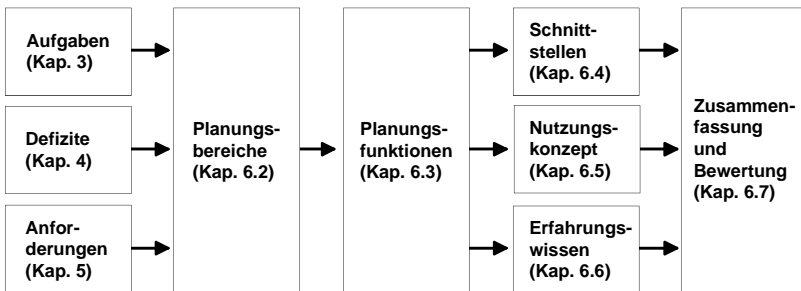 Aufgaben
(Kap. 3)
Defizite
(Kap. 4)
Anfor-
derungen
(Kap. 5)
Planungs-
bereiche
(Kap. 6.2)
Planungs-
funktionen
(Kap. 6.3)
Schnitt-
stellen
(Kap. 6.4)
Nutzungs-
konzept
(Kap. 6.5)
Erfahrungs-
wissen
(Kap. 6.6)
Zusammen-
fassung
und
Bewertung
(Kap. 6.7)